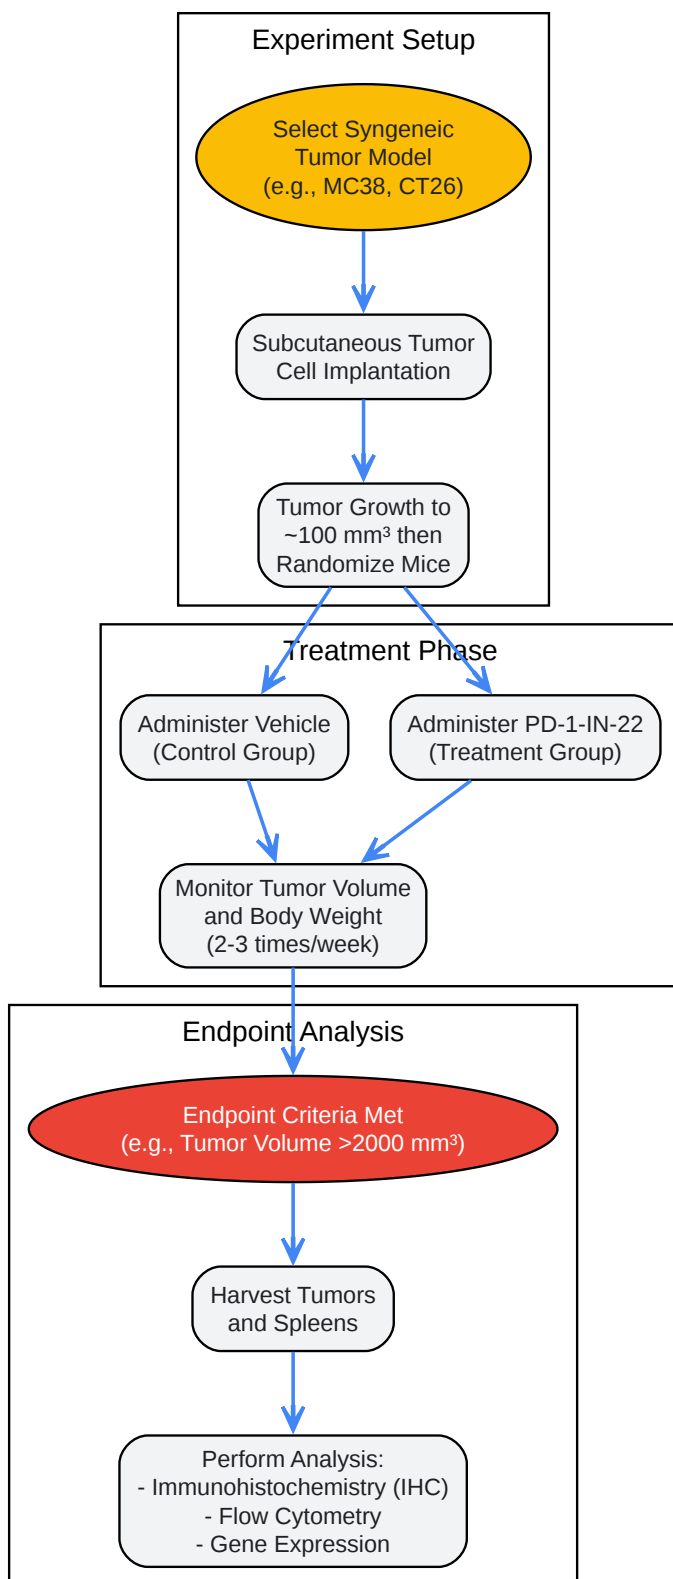 Experiment Setup
Select Syngeneic
Tumor Model
(e.g., MC38, CT26)
Subcutaneous Tumor
Cell Implantation
Tumor Growth to
~100 mm³ then
Randomize Mice
Treatment Phase
Administer Vehicle
(Control Group)
Administer PD-1-IN-22
(Treatment Group)
Monitor Tumor Volume
and Body Weight
(2-3 times/week)
Endpoint Analysis
Endpoint Criteria Met
(e.g., Tumor Volume >2000 mm³)
Harvest Tumors
and Spleens
Perform Analysis:
- Immunohistochemistry (IHC)
- Flow Cytometry
- Gene Expression